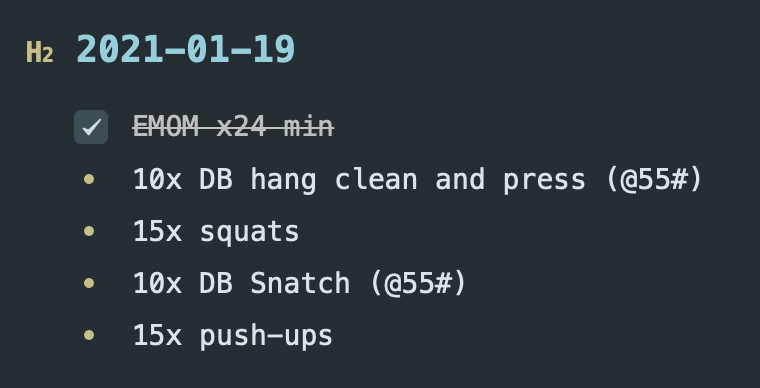 H2 2021-01-19
EMOM x24 min
10x DB hang clean and press (@55#)
15x squats
10x DB Snatch (@55#)
15x push-ups